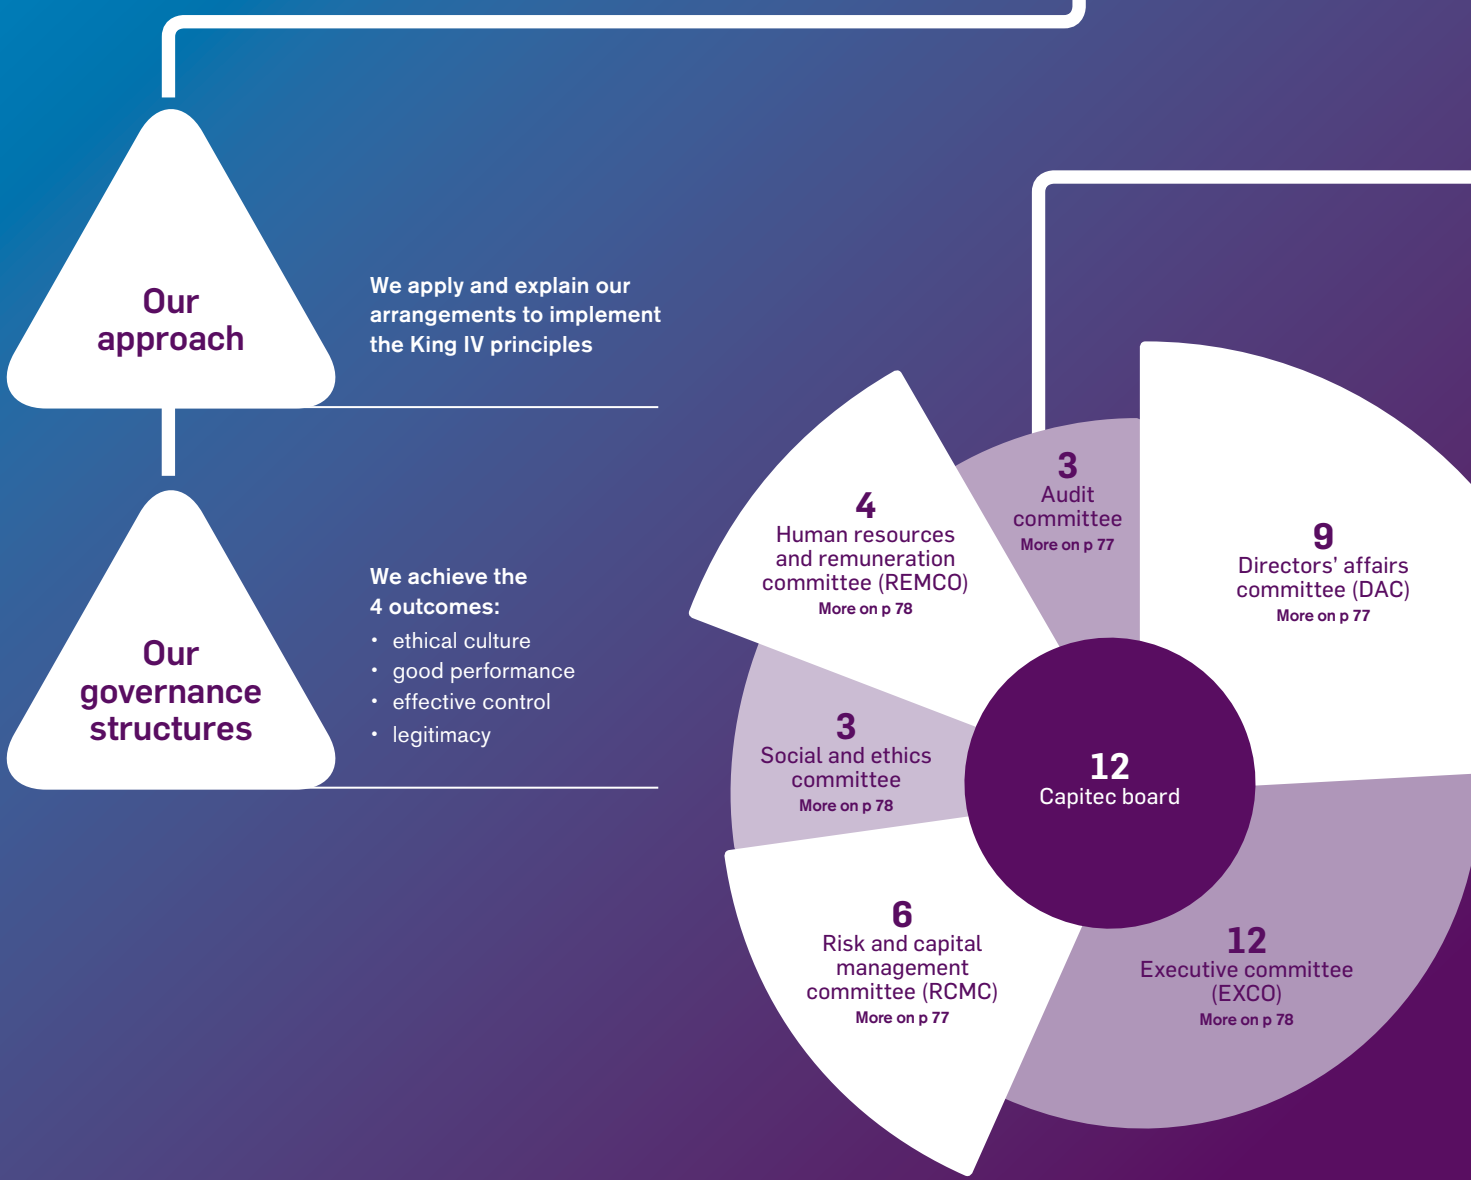 Our
approach
We apply and explain our
arrangements to implement
the King IV principles
Our
governance
structures
We achieve the
4 outcomes:
• ethical culture
• good performance
• effective control
• legitimacy
3
Audit
committee
More on p 77
4
Human resources
and remuneration
committee (REMCO)
More on p 78
9
Directors’ affairs
committee (DAC)
More on p 77
3
Social and ethics
committee
More on p 78
12
Capitec board
6
Risk and capital
management
committee (RCMC)
More on p 77
12
Executive committee
(EXCO)
More on p 78